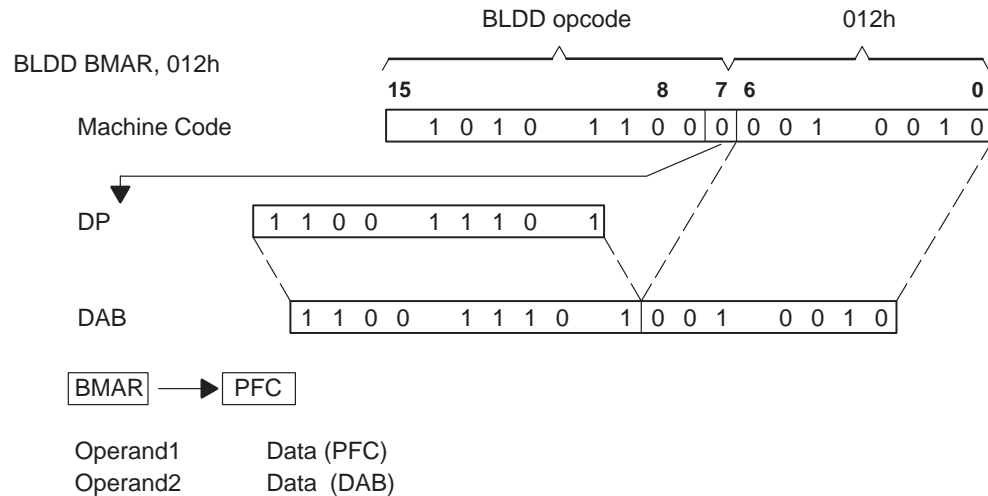 BLDD opcode 012h
BLDD BMAR, 012h
15 8 7 6 0
Machine Code 1 0 1 0 1 1 0 0 0 0 0 1 0 0 1 0
DP 1 1 0 0 1 1 1 0 1
DAB 1 1 0 0 1 1 1 0 1 0 0 1 0 0 1 0
BMAR PFC
Operand1 Data (PFC)
Operand2 Data (DAB)